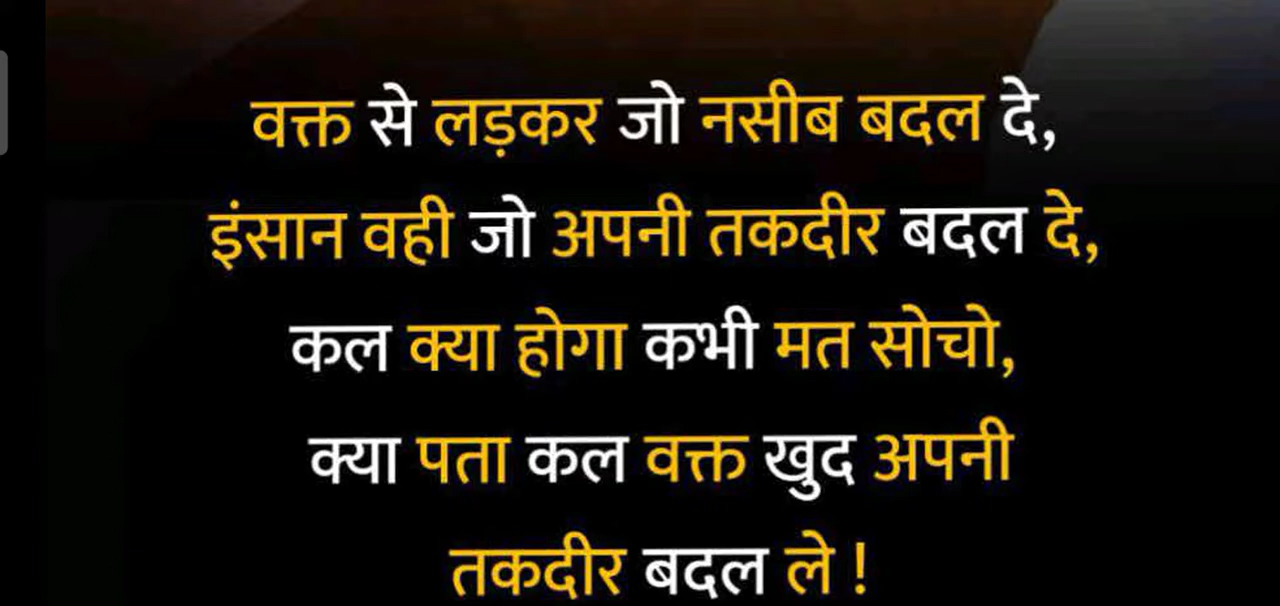 वक्त से लड़कर जो नसीब बदल दे,
इंसान वही जो अपनी तकदीर बदल दे,
कल क्या होगा कभी मत सोचो,
क्या पता कल वक्त खुद अपनी
तकदीर बदल ले !